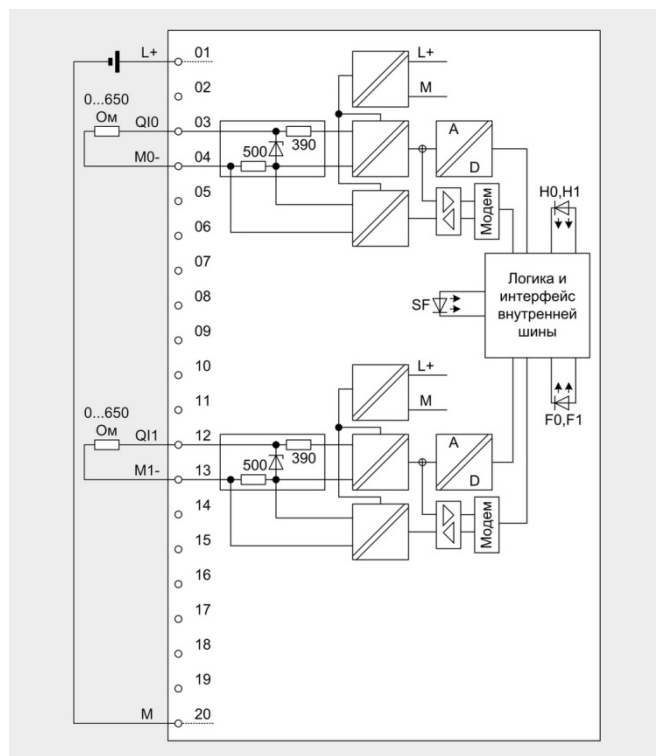 L+ 01 L+
02 M
0...650
Ом QI0 03
390
A
500
M0- 04
D
05
Модем
H0,H1
06
07
Логика и
интерфейс
внутренней
шины
SF
08
09
10
L+
11 M
F0,F1
0...650
Ом QI1 12
390
A
500
M1- 13
D
14
Модем
15
16
17
18
19
M 20